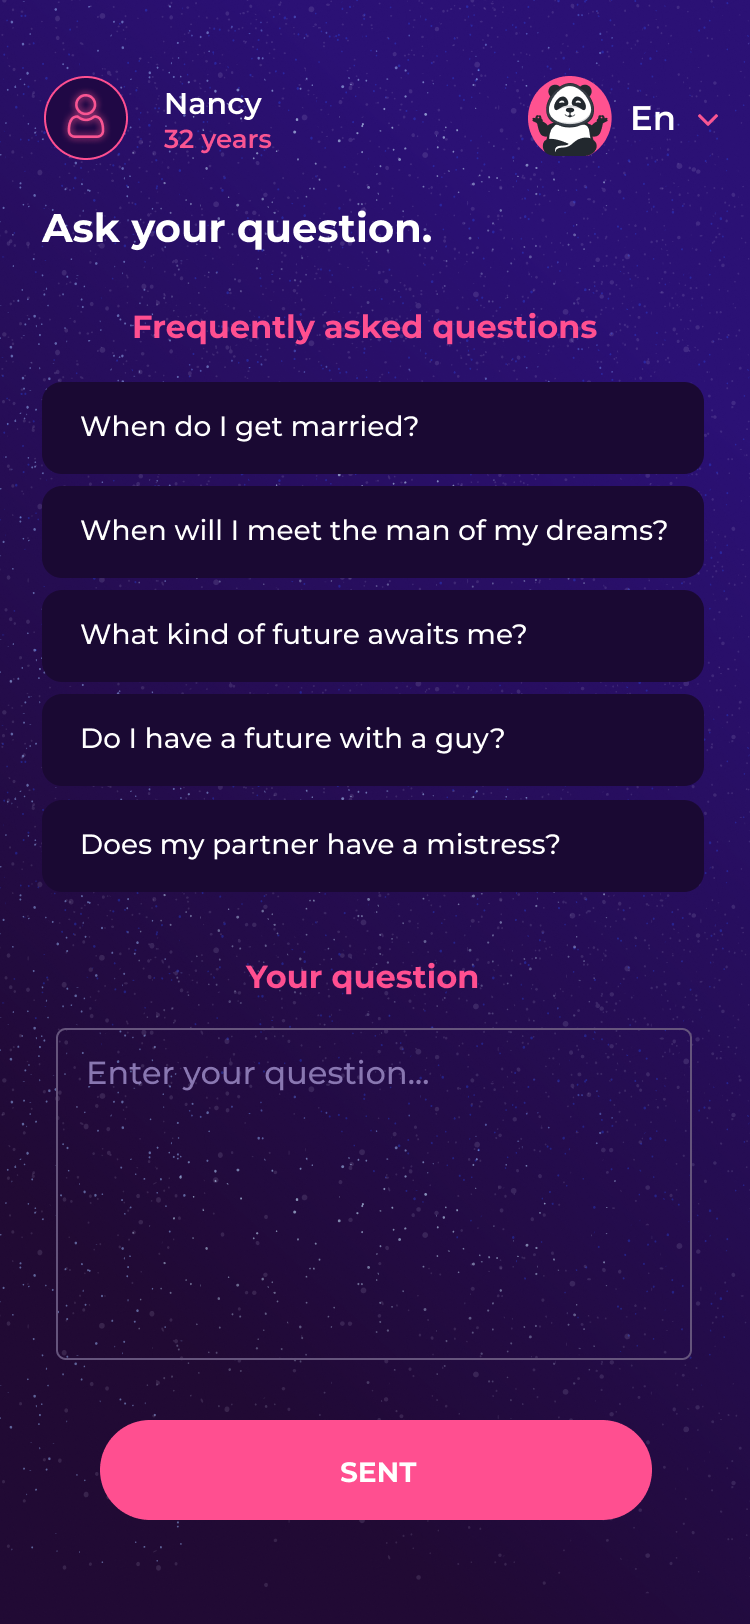 Nancy
32 years
En
Ask your question.
Frequently asked questions
When do I get married?
When will I meet the man of my dreams?
What kind of future awaits me?
Do I have a future with a guy?
Does my partner have a mistress?
Your question
Enter your question...
SENT